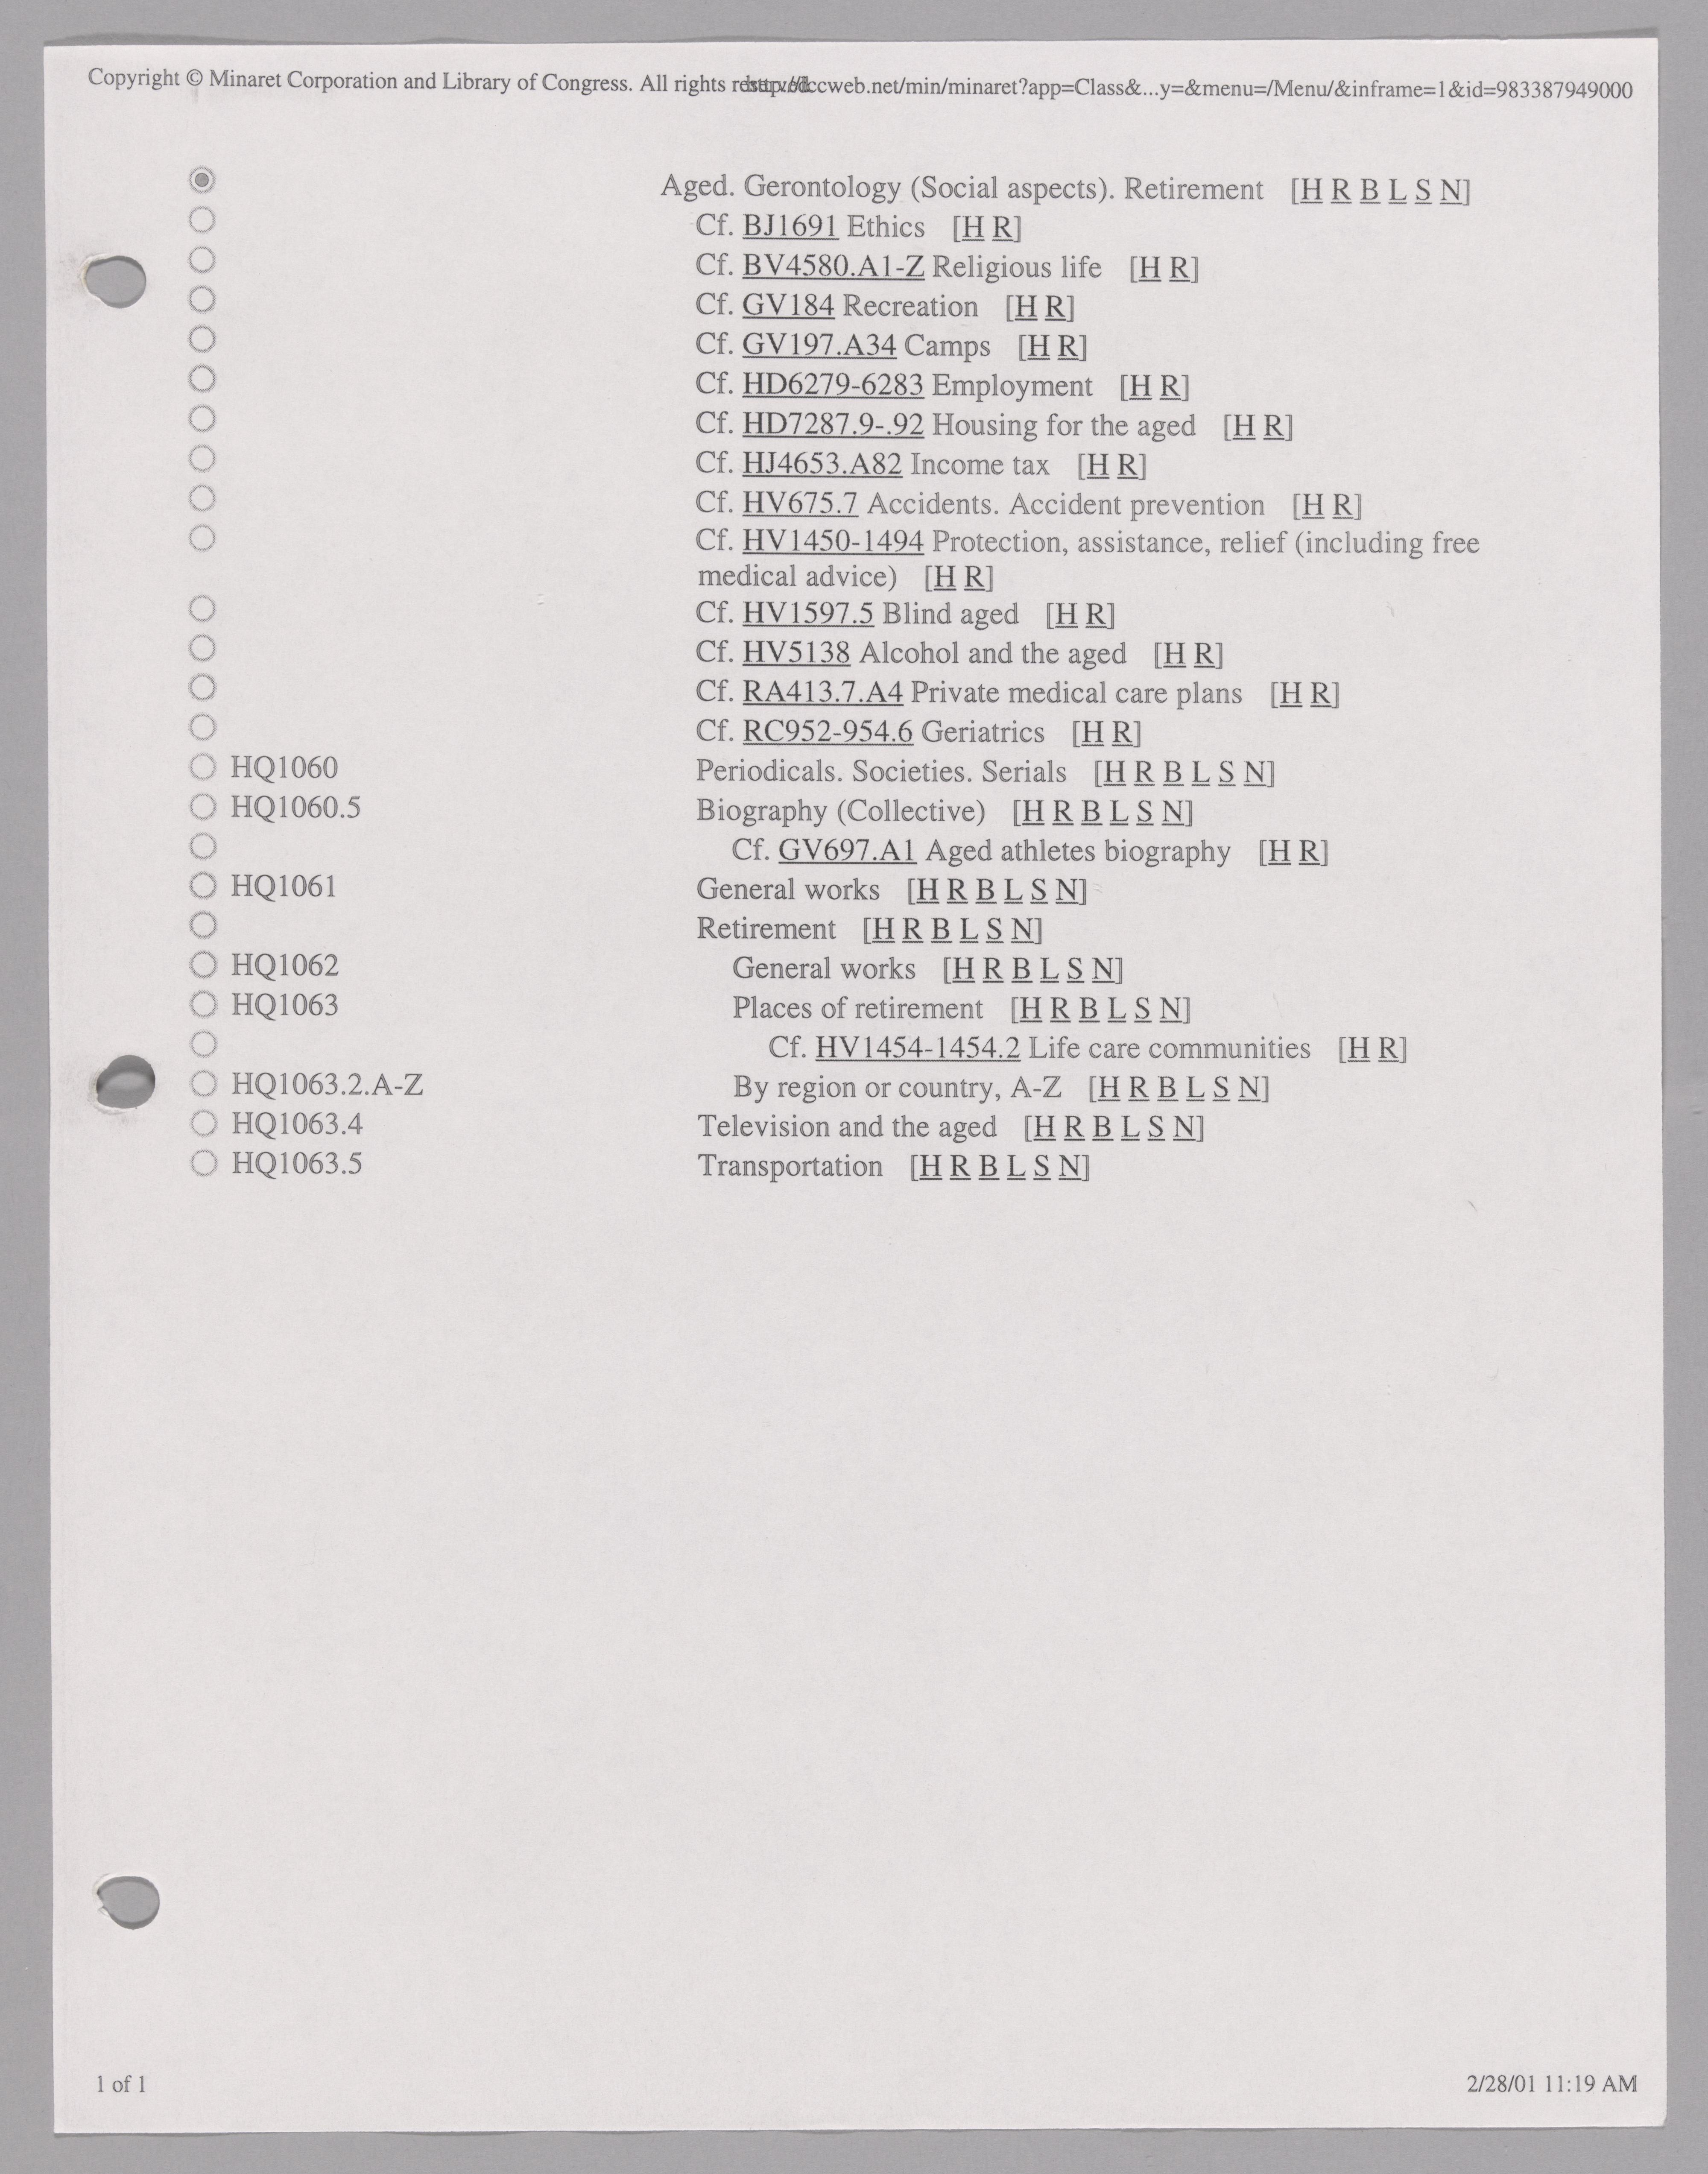 Copyright © Minaret Corporation and Library of Congress. All rights reserved. http://lccweb.net/min/minaret?app=Class&...y=&menu=/Menu/&inframe=1&id=983387949000
Aged. Gerontology (Social aspects). Retirement [H R B L S N]
Cf. BJ1691 Ethics [H R]
Cf. BV4580.A1-Z Religious life [H R]
Cf. GV184 Recreation [H R]
Cf. GV197.A34 Camps [H R]
Cf. HD6279-6283 Employment [H R]
Cf. HD7287.9-.92 Housing for the aged [H R]
Cf. HJ4653.A82 Income tax [H R]
Cf. HV675.7 Accidents. Accident prevention [H R]
Cf. HV1450-1494 Protection, assistance, relief (including free
medical advice) [H R]
Cf. HV1597.5 Blind aged [H R]
Cf. HV5138 Alcohol and the aged [H R]
Cf. RA413.7.A4 Private medical care plans [H R]
Cf. RC952-954.6 Geriatrics [H R]
HQ1060 Periodicals. Societies. Serials [H R B L S N]
HQ1060.5 Biography (Collective) [H R B L S N]
Cf. GV697.A1 Aged athletes biography [H R]
HQ1061 General works [H R B L S N]
Retirement [H R B L S N]
HQ1062 General works [H R B L S N]
HQ1063 Places of retirement [H R B L S N]
Cf. HV1454-1454.2 Life care communities [H R]
HQ1063.2.A-Z By region or country, A-Z [H R B L S N]
HQ1063.4 Television and the aged [H R B L S N]
HQ1063.5 Transportation [H R B L S N]
1 of 1 2/28/01 11:19 AM